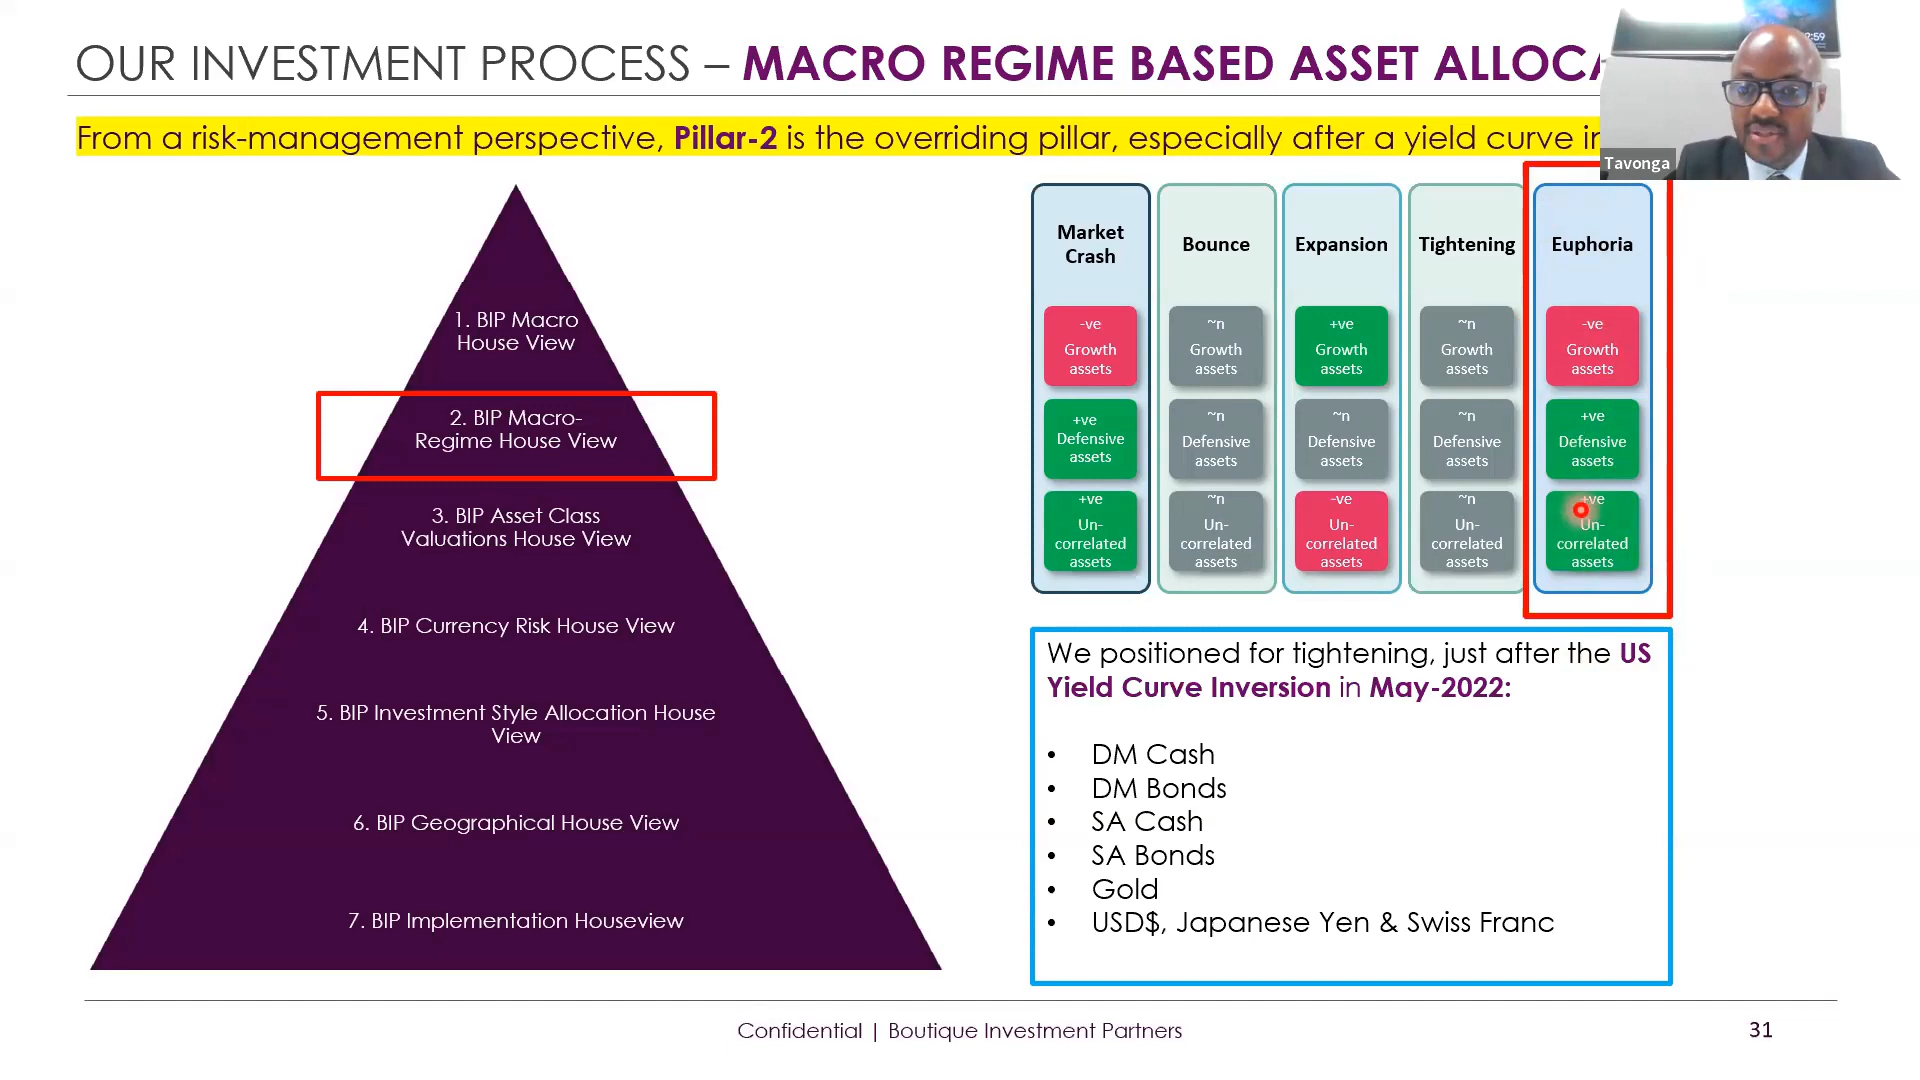 OUR INVESTMENT PROCESS – MACRO REGIME BASED ASSET
From a risk-management perspective, Pillar-2 is the overriding pillar, especially after a yield curve
:59
Tavonga
1. BIP Macro
House View
2. BIP Macro-
Regime House View
3. BIP Asset Class
Valuations House View
4. BIP Currency Risk House View
5. BIP Investment Style Allocation House
View
6. BIP Geographical House View
7. BIP Implementation Houseview
Market
Crash
-ve
Growth
assets
+ve
Defensive
assets
+ve
Un-
correlated
assets
Bounce
~n
Growth
assets
~n
Defensive
assets
~n
Un-
correlated
assets
Expansion
+ve
Growth
assets
~n
Defensive
assets
-ve
Un-
correlated
assets
Tightening
~n
Growth
assets
~n
Defensive
assets
~n
Un-
correlated
assets
Euphoria
-ve
Growth
assets
+ve
Defensive
assets
+ve
Un-
correlated
assets
We positioned for tightening, just after the US
Yield Curve Inversion in May-2022:
• DM Cash
• DM Bonds
• SA Cash
• SA Bonds
• Gold
• USD$, Japanese Yen & Swiss Franc
Confidential | Boutique Investment Partners
31